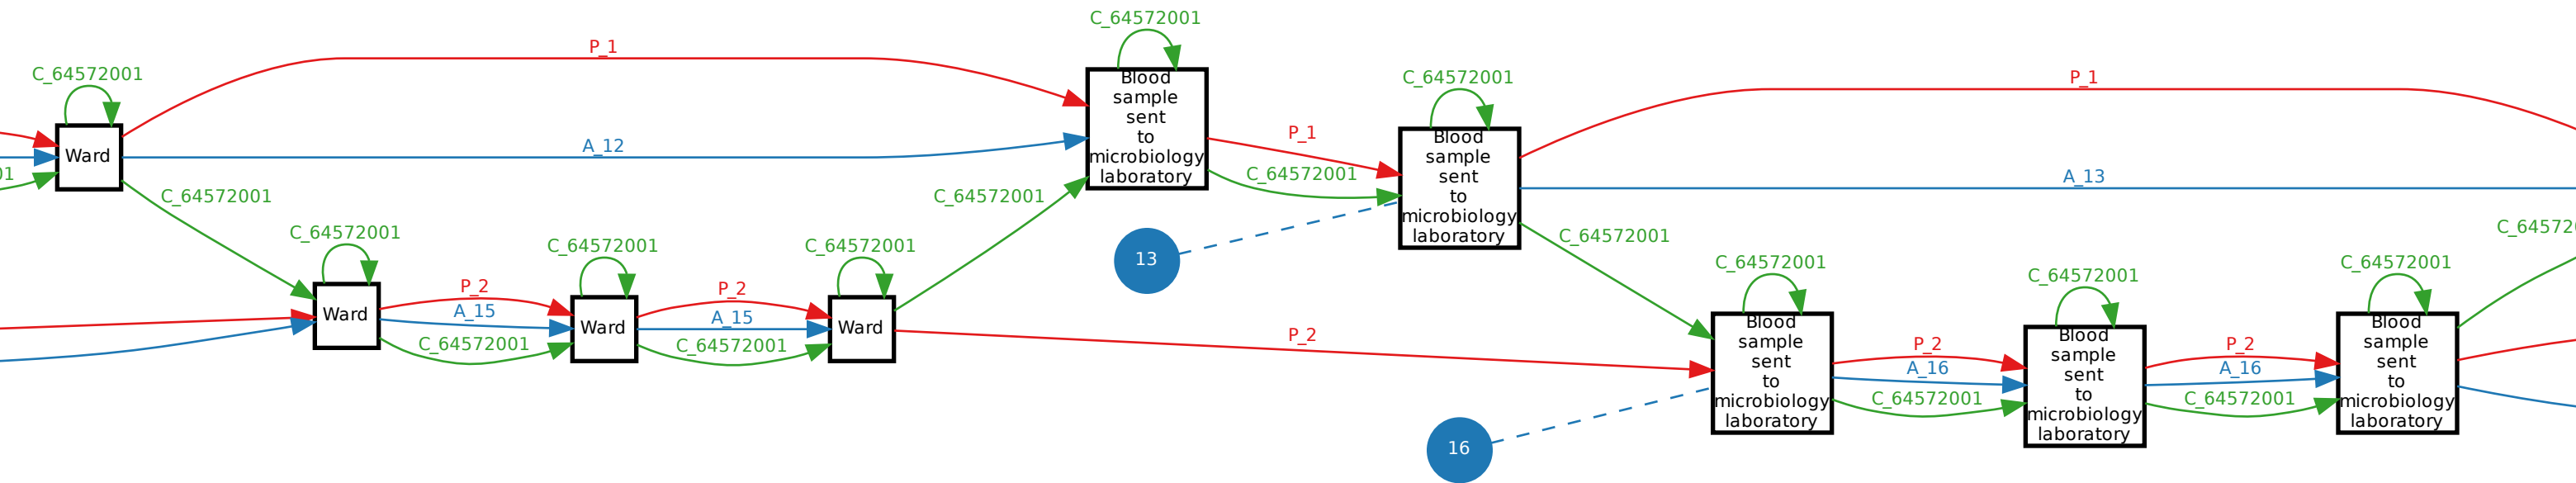 C_64572001
P_1
C_64572001
C_64572001
P_1
Blood
sample
sent
to
microbiology
laboratory
Ward
A_12
P_1
C_64572001
Blood
sample
sent
to
microbiology
laboratory
A_13
01
C_64572001
C_64572001
C_64572001
C_64572001
C_64572001
C_64572001
C_64572
13
C_64572001
C_64572001
C_64572001
Ward
P_2
A_15
C_64572001
Ward
P_2
A_15
C_64572001
Ward
P_2
Blood
sample
sent
to
microbiology
laboratory
P_2
A_16
C_64572001
Blood
sample
sent
to
microbiology
laboratory
P_2
A_16
C_64572001
Blood
sample
sent
to
microbiology
laboratory
16